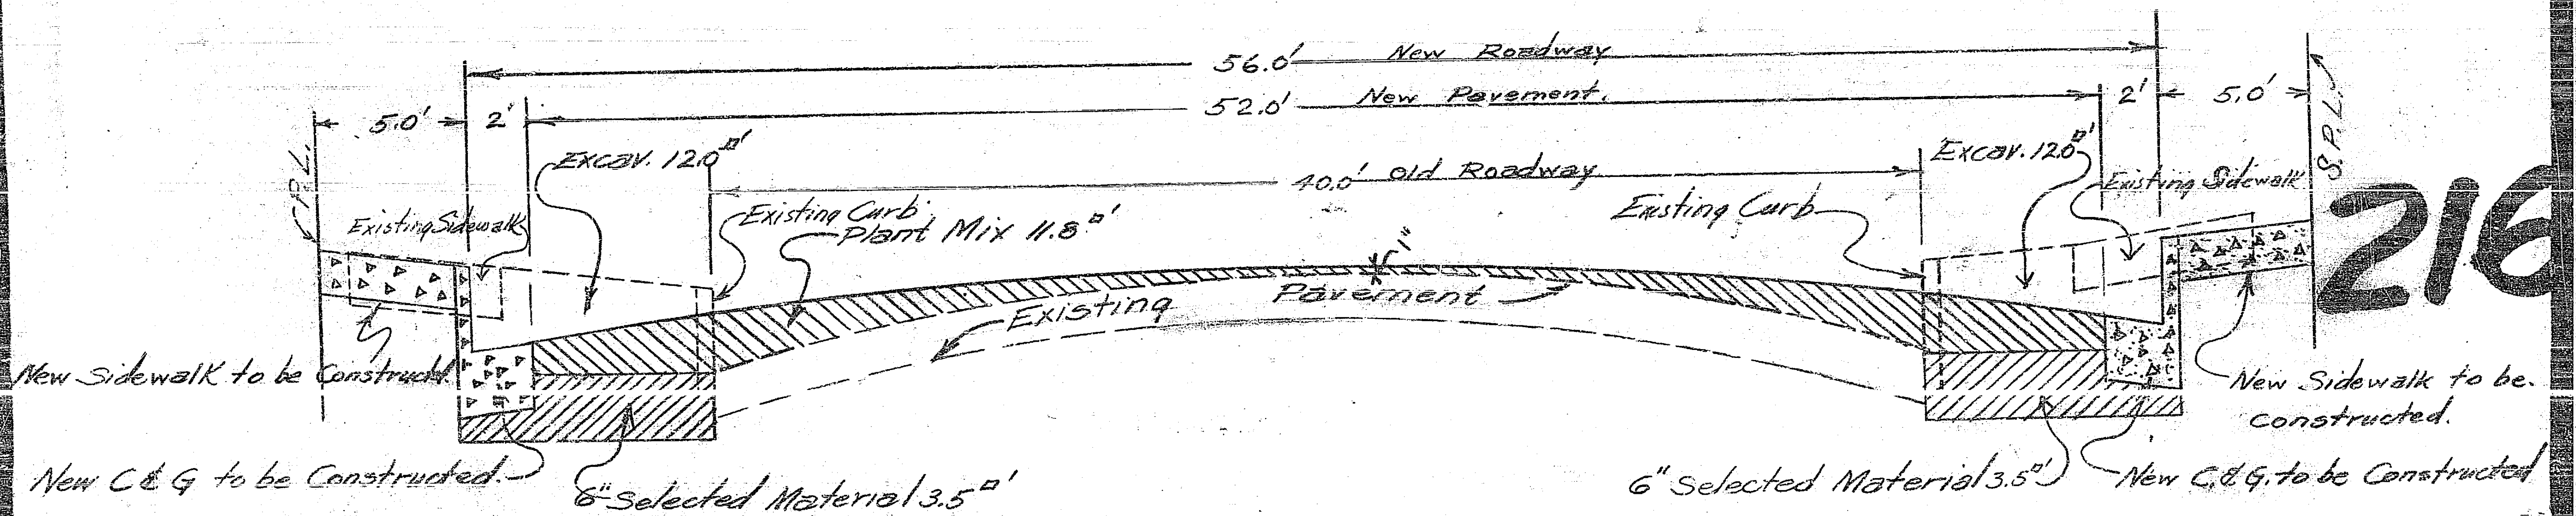 56.0' New Roadway
52.0' New Pavement.
5.0' 2'
2' 5.0'
P.L.
S.P.L.
Excav. 12.0 □'
Excav. 12.0 □'
40.0' Old Roadway
Existing Sidewalk
Existing Sidewalk
Existing Curb
Plant Mix 11.8 □'
Existing Curb
1"
216
Existing Pavement
New Sidewalk to be Constructd.
New Sidewalk to be.
constructed.
New C & G to be Constructed.
6" Selected Material 3.5 □'
6" Selected Material 3.5 □'
New C. & G. to be Constructed